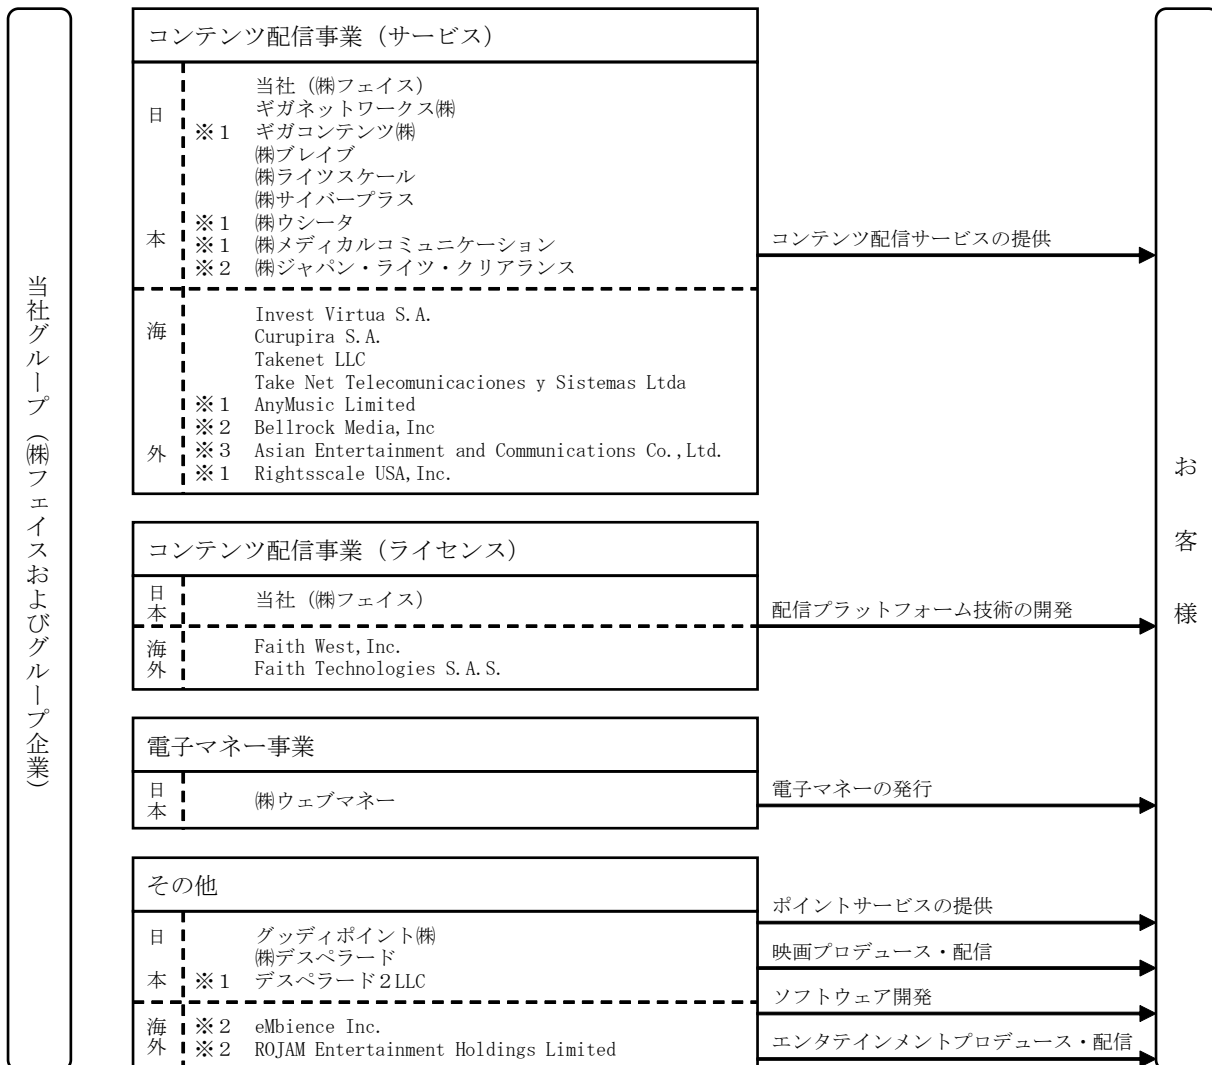 当社グループ（㈱フェイスおよびグループ企業）
コンテンツ配信事業（サービス）
日本
当社（㈱フェイス）
ギガネットワークス㈱
※１ ギガコンテンツ㈱
㈱ブレイブ
㈱ライツスケール
㈱サイバープラス
※１ ㈱ウシータ
※１ ㈱メディカルコミュニケーション
※２ ㈱ジャパン・ライツ・クリアランス
海外
Invest Virtua S.A.
Curupira S.A.
Takenet LLC
Take Net Telecomunicaciones y Sistemas Ltda
※１ AnyMusic Limited
※２ Bellrock Media,Inc
※３ Asian Entertainment and Communications Co.,Ltd.
※１ Rightsscale USA,Inc.
コンテンツ配信サービスの提供
コンテンツ配信事業（ライセンス）
日本
当社（㈱フェイス）
海外
Faith West,Inc.
Faith Technologies S.A.S.
配信プラットフォーム技術の開発
電子マネー事業
日本
㈱ウェブマネー
電子マネーの発行
その他
日本
グッディポイント㈱
㈱デスペラード
※１ デスペラード２LLC
海外
※２ eMbience Inc.
※２ ROJAM Entertainment Holdings Limited
ポイントサービスの提供
映画プロデュース・配信
ソフトウェア開発
エンタテインメントプロデュース・配信
お客様